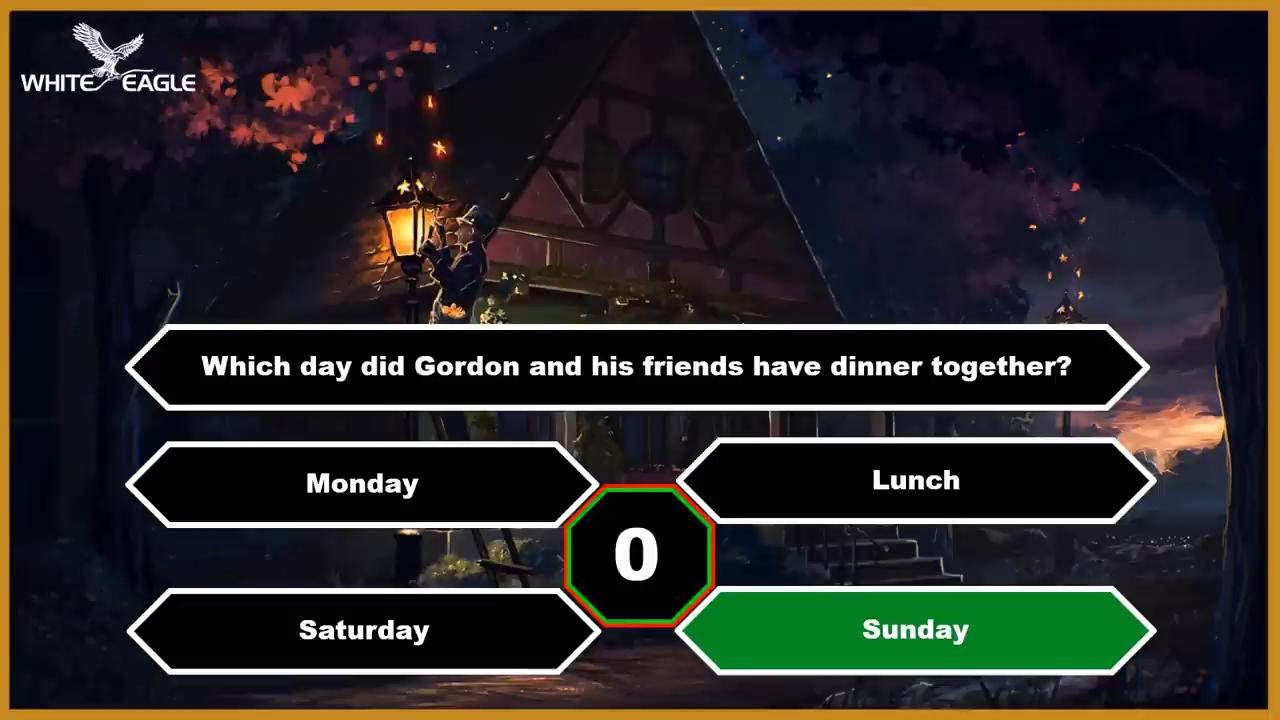 WHITE EAGLE
Which day did Gordon and his friends have dinner together?
Monday
Lunch
0
Saturday
Sunday